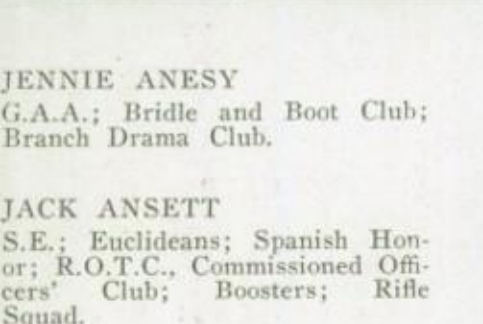 JENNIE ANESY
G.A.A.; Bridle and Boot Club;
Branch Drama Club.
JACK ANSETT
S.E.; Euclideans; Spanish Hon-
or; R.O.T.C., Commissioned Offi-
cers' Club; Boosters; Rifle
Squad.